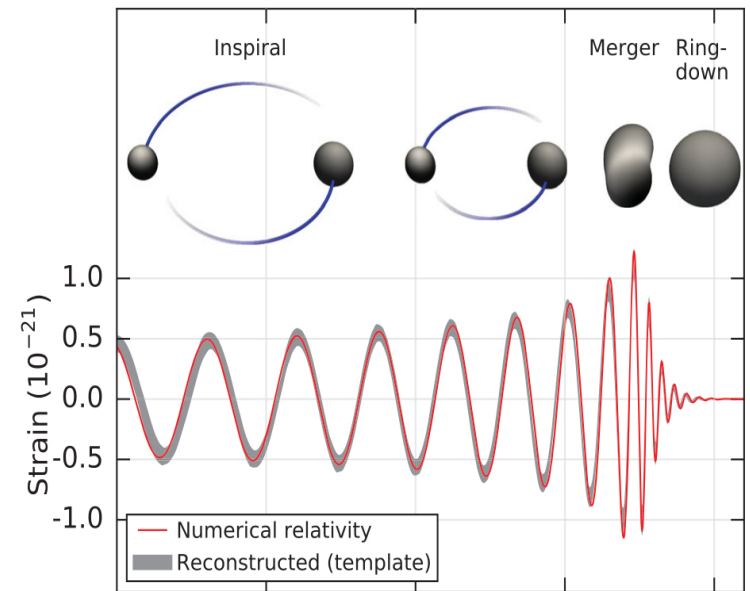 Inspiral
Merger
Ring-
down
1.0
0.5
0.0
-0.5
-1.0
Strain (10⁻²¹)
Numerical relativity
Reconstructed (template)